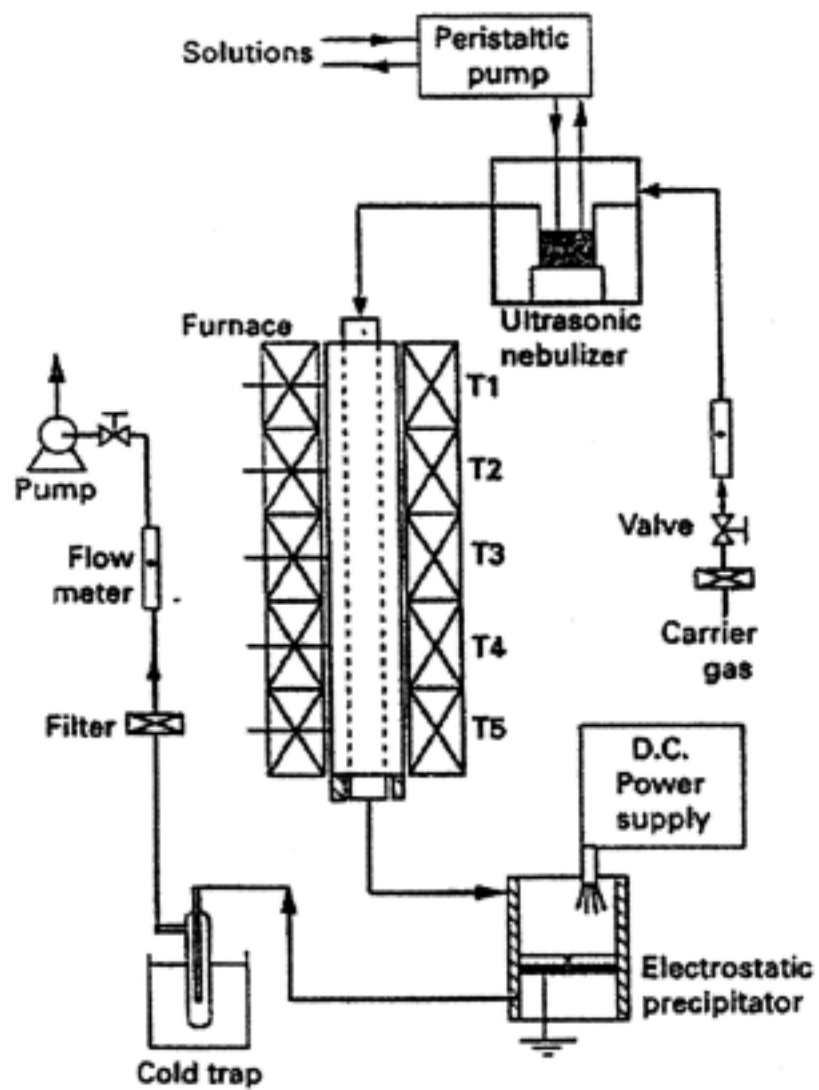 Solutions
Peristaltic
pump
Ultrasonic
nebulizer
Furnace
T1
T2
T3
T4
T5
Pump
Flow
meter
Filter
Valve
Carrier
gas
D.C.
Power
supply
Electrostatic
precipitator
Cold trap